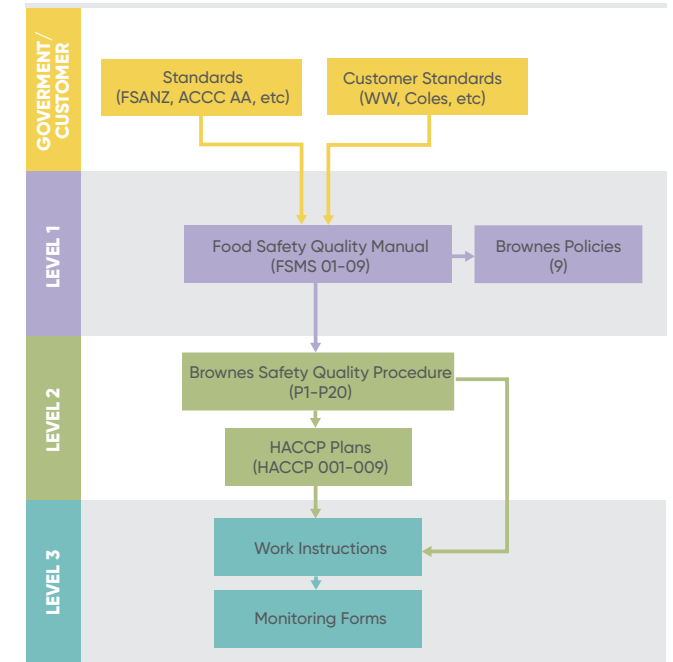 GOVERMENT/
CUSTOMER
Standards
(FSANZ, ACCC AA, etc)
Customer Standards
(WW, Coles, etc)
LEVEL 1
Food Safety Quality Manual
(FSMS 01-09)
Brownes Policies
(9)
LEVEL 2
Brownes Safety Quality Procedure
(P1-P20)
HACCP Plans
(HACCP 001-009)
LEVEL 3
Work Instructions
Monitoring Forms